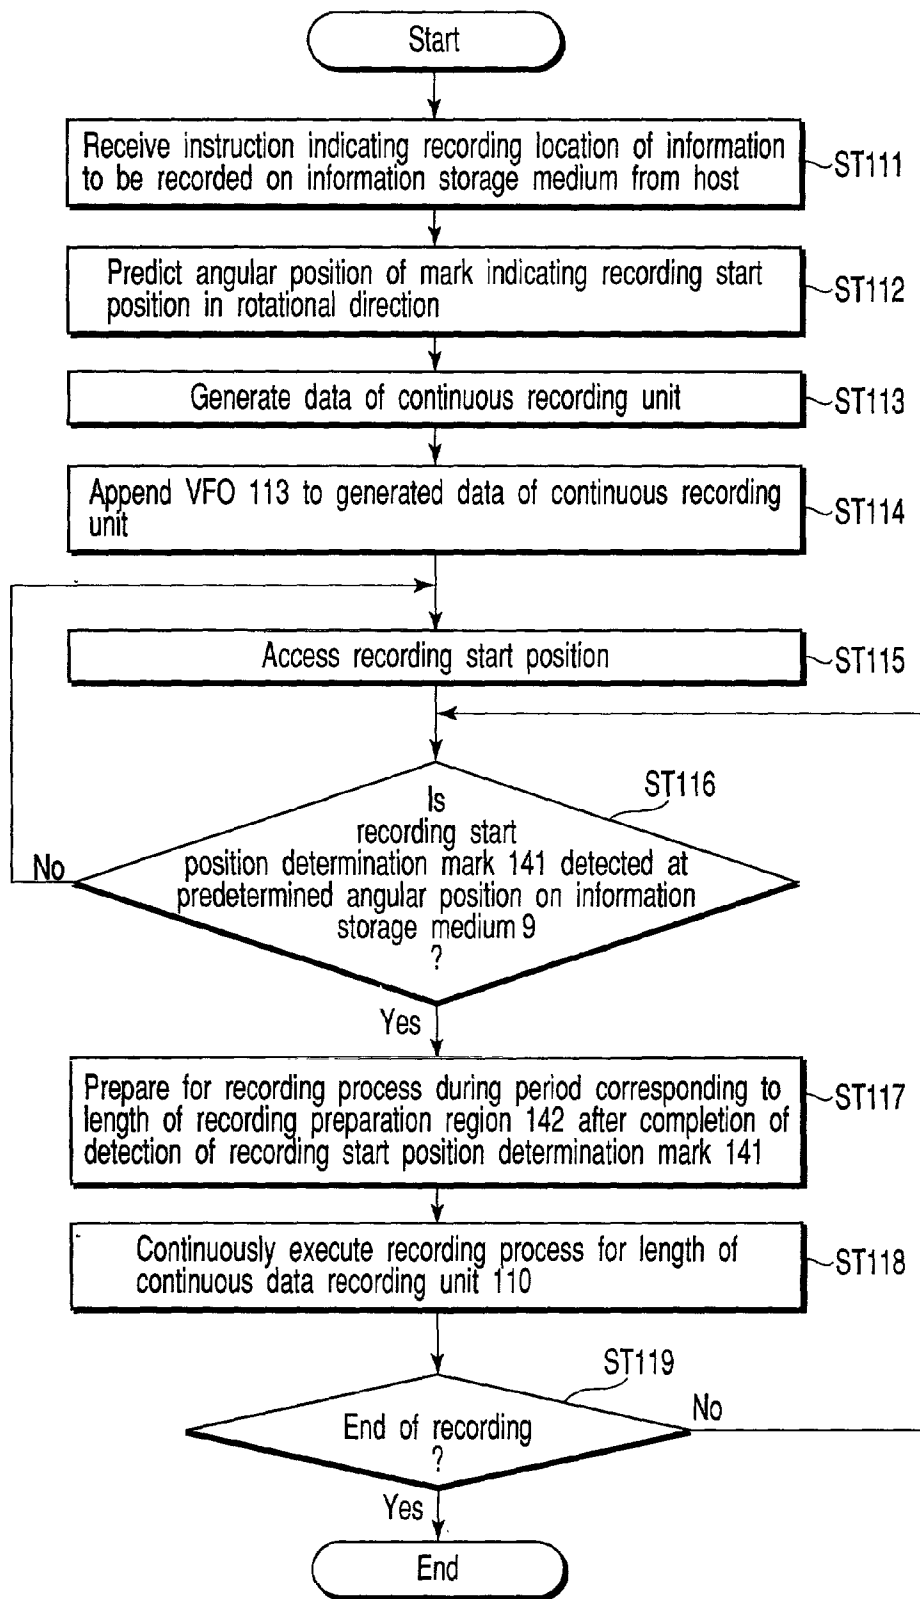 Start
Receive instruction indicating recording location of information
to be recorded on information storage medium from host
ST111
Predict angular position of mark indicating recording start
position in rotational direction
ST112
Generate data of continuous recording unit
ST113
Append VFO 113 to generated data of continuous recording
unit
ST114
Access recording start position
ST115
ST116
Is
recording start
position determination mark 141 detected at
predetermined angular position on information
storage medium 9
?
No
Yes
Prepare for recording process during period corresponding to
length of recording preparation region 142 after completion of
detection of recording start position determination mark 141
ST117
Continuously execute recording process for length of
continuous data recording unit 110
ST118
ST119
End of recording
?
No
Yes
End